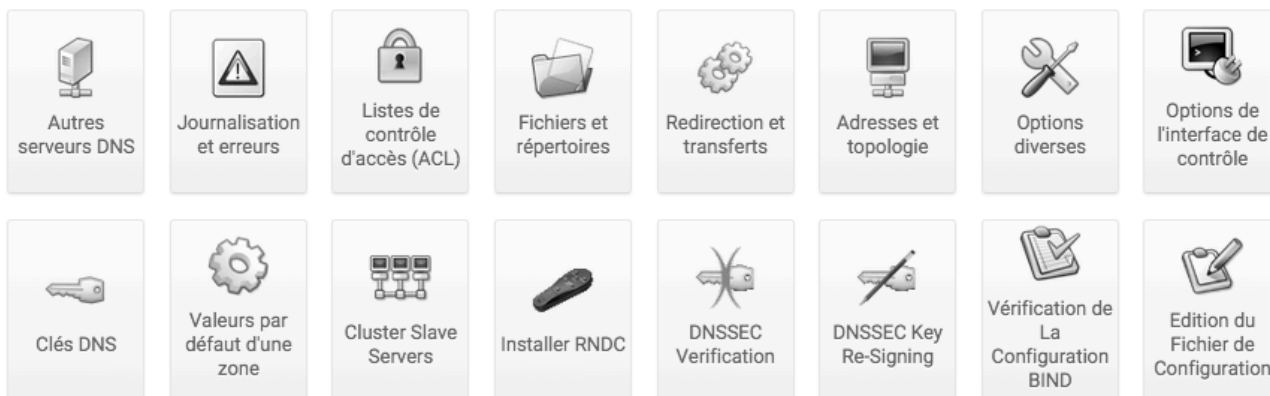 Autres
serveurs DNS
Journalisation
et erreurs
Listes de
contrôle
d'accès (ACL)
Fichiers et
répertoires
Redirection et
transferts
Adresses et
topologie
Options
diverses
Options de
l'interface de
contrôle
Clés DNS
Valeurs par
défaut d'une
zone
Cluster Slave
Servers
Installer RNDC
DNSSEC
Verification
DNSSEC Key
Re-Signing
Vérification de
La
Configuration
BIND
Edition du
Fichier de
Configuration